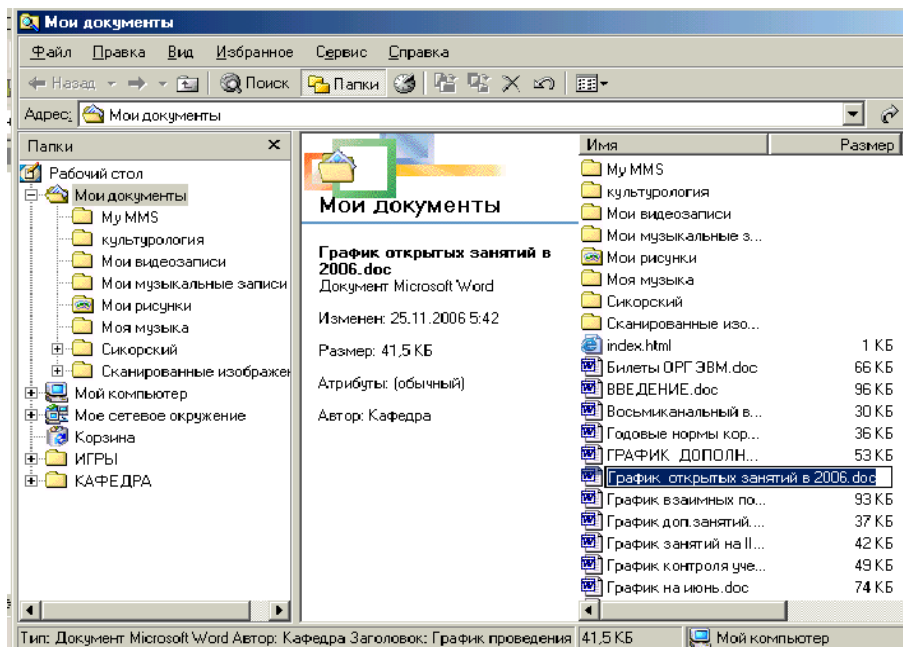 Мои документы
Файл Правка Вид Избранное Сервис Справка
Назад Поиск Папки
Адрес: Мои документы
Папки
Рабочий стол
Мои документы
My MMS
культурология
Мои видеозаписи
Мои музыкальные записи
Мои рисунки
Моя музыка
Сикорский
Сканированные изображен
Мой компьютер
Мое сетевое окружение
Корзина
ИГРЫ
КАФЕДРА
Мои документы
График открытых занятий в
2006.doc
Документ Microsoft Word
Изменен: 25.11.2006 5:42
Размер: 41,5 КБ
Атрибуты: (обычный)
Автор: Кафедра
Имя Размер
My MMS
культурология
Мои видеозаписи
Мои музыкальные з...
Мои рисунки
Моя музыка
Сикорский
Сканированные изо...
index.html 1 КБ
Билеты ОРГ ЭВМ.doc 66 КБ
ВВЕДЕНИЕ.doc 96 КБ
Восьмиканальный в... 30 КБ
Годовые нормы кор... 36 КБ
ГРАФИК ДОПОЛН... 53 КБ
График открытых занятий в 2006.doc
График взаимных по... 93 КБ
График доп.занятий.... 37 КБ
График занятий на II... 42 КБ
График контроля уче... 49 КБ
График на июнь.doc 74 КБ
Тип: Документ Microsoft Word Автор: Кафедра Заголовок: График проведения 41,5 КБ Мой компьютер